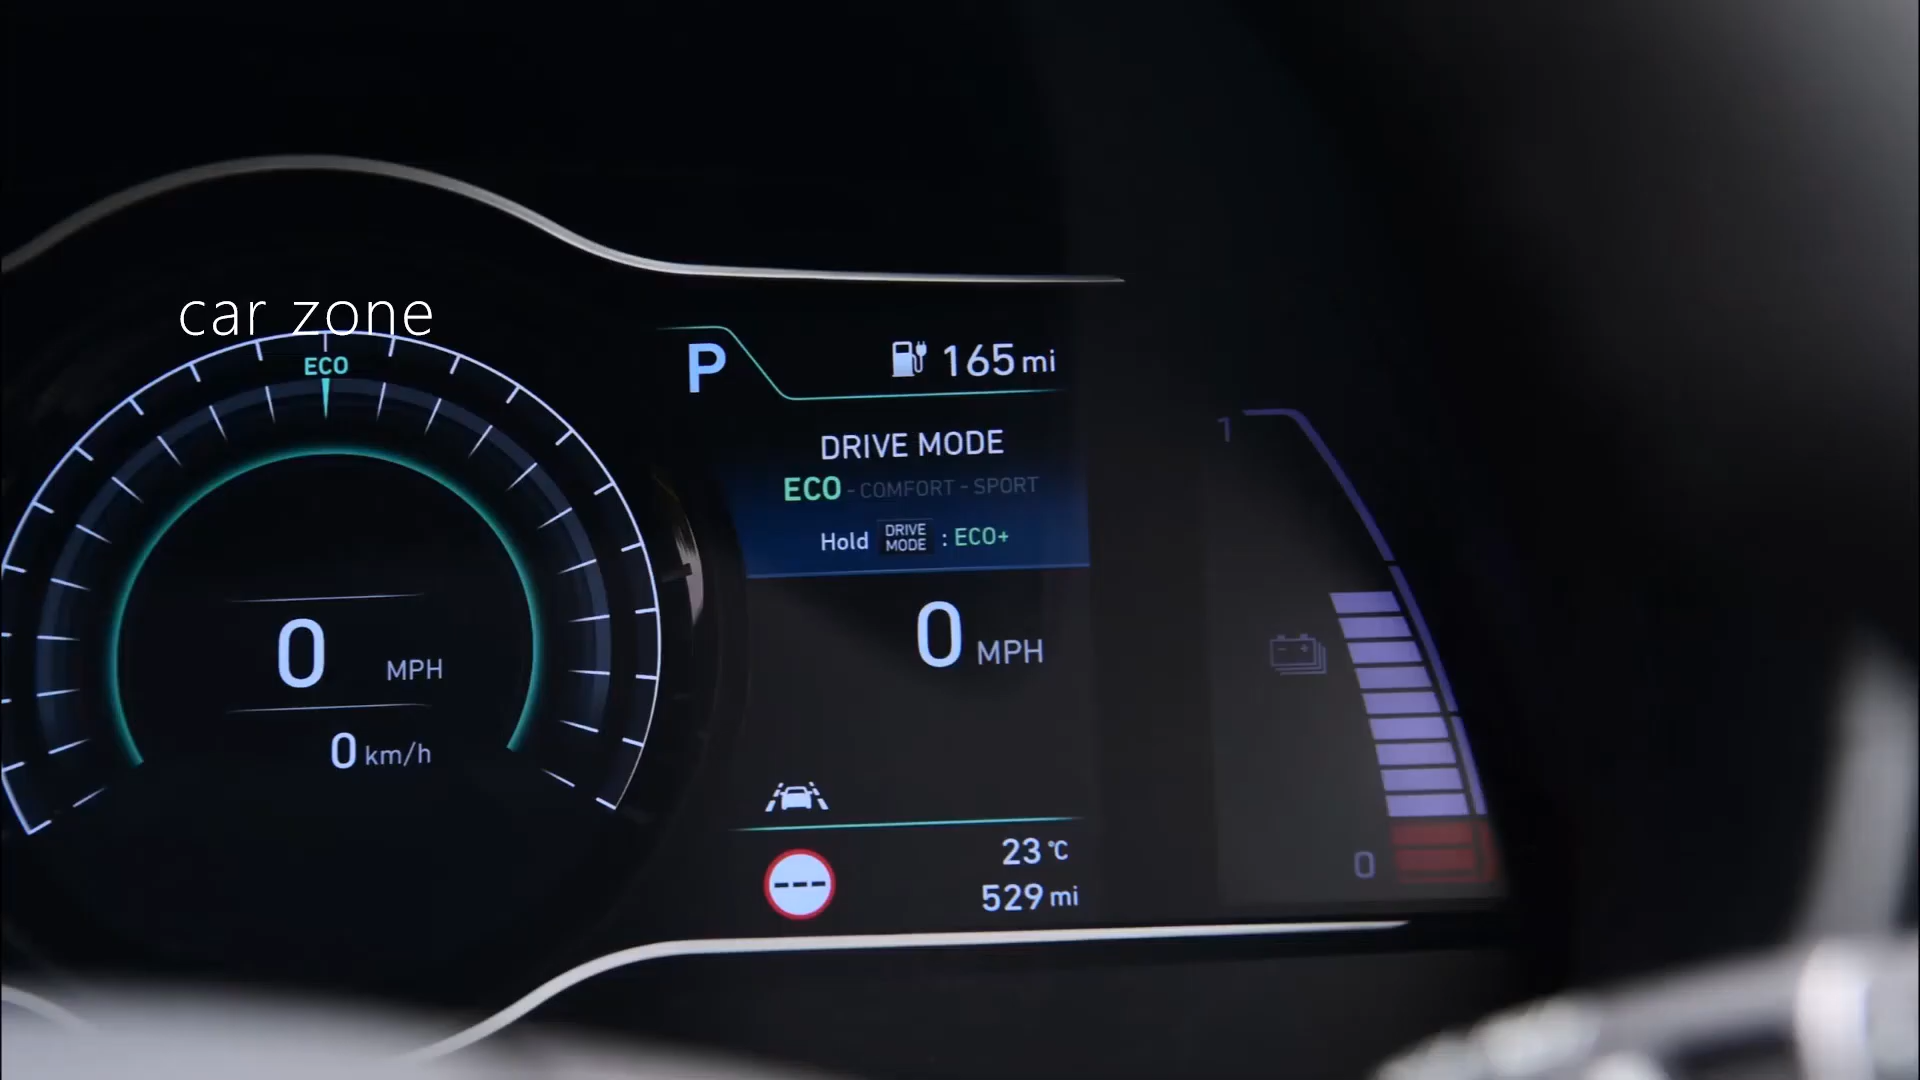 car zone
ECO
0 MPH
0 km/h
P
165 mi
DRIVE MODE
ECO - COMFORT - SPORT
Hold DRIVE MODE : ECO+
0 MPH
---
23 °C
529 mi
1
- +
0